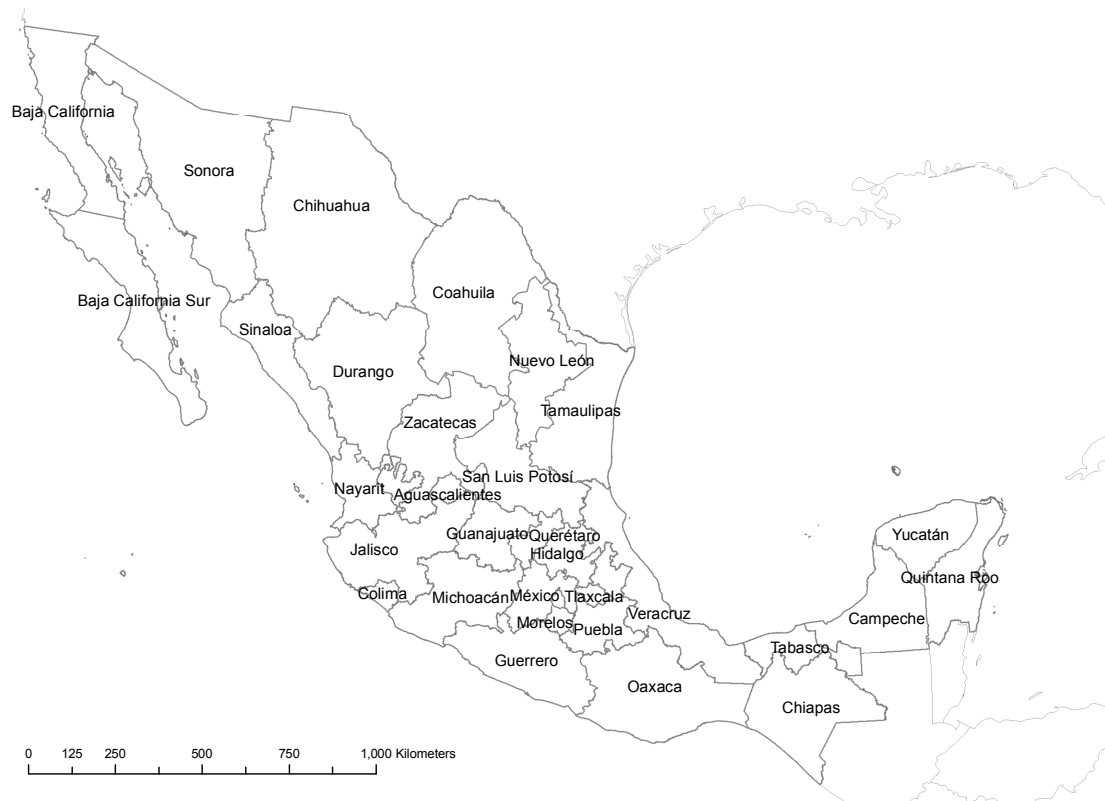 Baja California
Sonora
Chihuahua
Coahuila
Baja California Sur
Sinaloa
Nuevo León
Durango
Tamaulipas
Zacatecas
San Luis Potosí
Nayarit
Aguascalientes
Guanajuato
Querétaro
Yucatán
Jalisco
Hidalgo
Quintana Roo
Colima
Michoacán
México
Tlaxcala
Veracruz
Campeche
Morelos
Puebla
Tabasco
Guerrero
Oaxaca
Chiapas
0 125 250 500 750 1,000 Kilometers